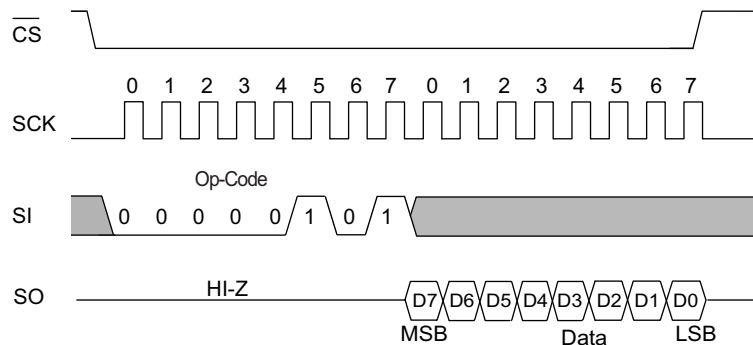 CS
0 1 2 3 4 5 6 7 0 1 2 3 4 5 6 7
SCK
Op-Code
SI 0 0 0 0 0 1 0 1
HI-Z
SO D7 D6 D5 D4 D3 D2 D1 D0
MSB Data LSB